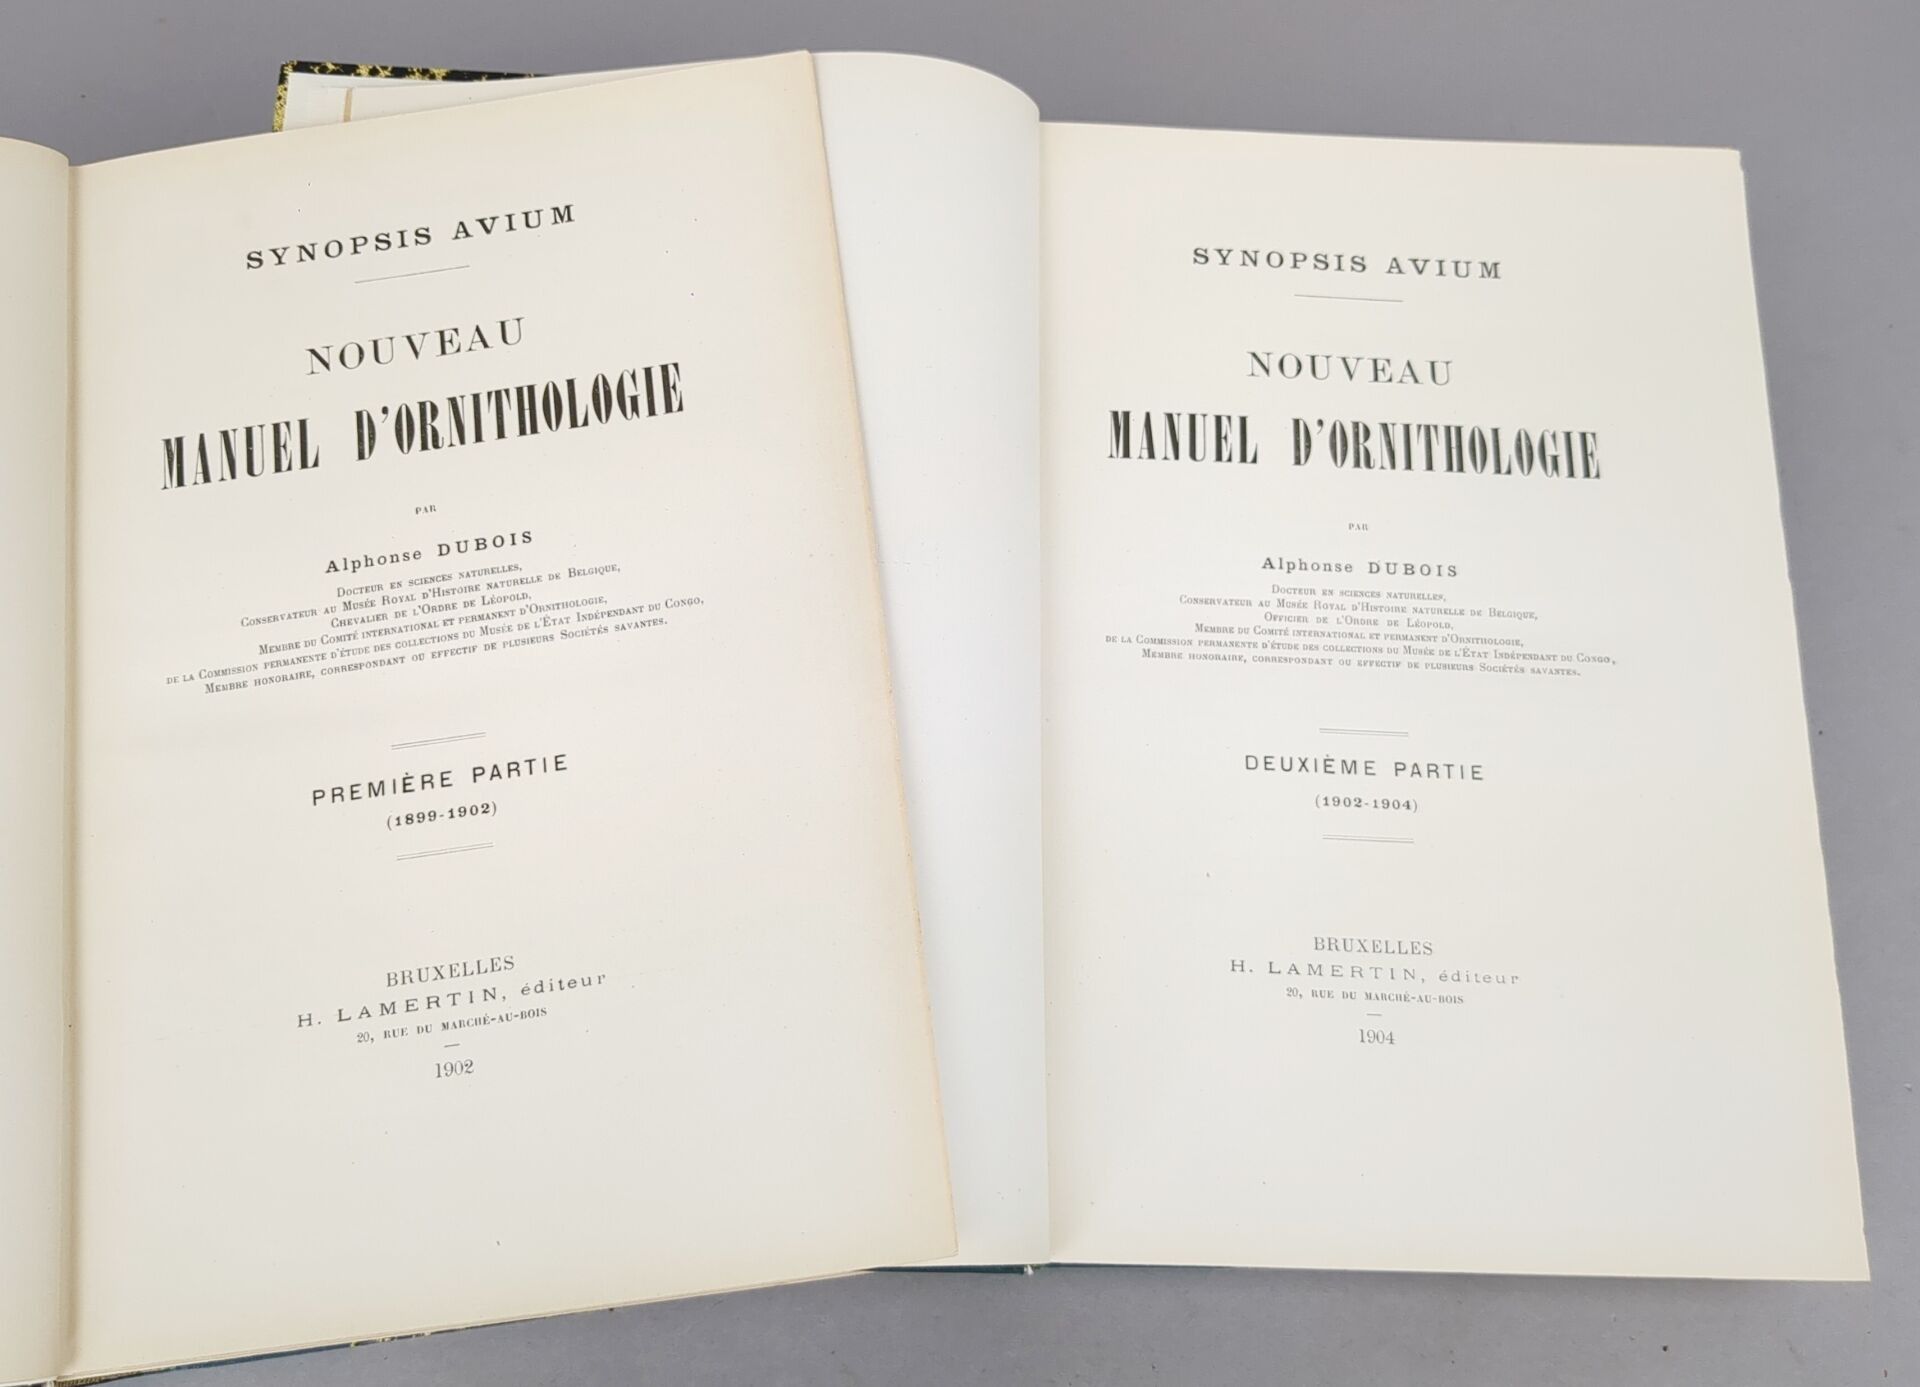 SYNOPSIS AVIUM
NOUVEAU
MANUEL D'ORNITHOLOGIE
PAR
Alphonse DUBOIS
Docteur en sciences naturelles,
Conservateur au Musée Royal d'Histoire naturelle de Belgique,
Chevalier de l'Ordre de Léopold,
Membre du Comité international et permanent d'Ornithologie,
de la Commission permanente d'étude des collections du Musée de l'État Indépendant du Congo,
Membre honoraire, correspondant ou effectif de plusieurs Sociétés savantes.
PREMIÈRE PARTIE
(1899-1902)
BRUXELLES
H. LAMERTIN, éditeur
20, RUE DU MARCHÉ-AU-BOIS
1902
SYNOPSIS AVIUM
NOUVEAU
MANUEL D'ORNITHOLOGIE
PAR
Alphonse DUBOIS
Docteur en sciences naturelles,
Conservateur au Musée Royal d'Histoire naturelle de Belgique,
Officier de l'Ordre de Léopold,
Membre du Comité international et permanent d'Ornithologie,
de la Commission permanente d'étude des collections du Musée de l'État Indépendant du Congo,
Membre honoraire, correspondant ou effectif de plusieurs Sociétés savantes.
DEUXIÈME PARTIE
(1902-1904)
BRUXELLES
H. LAMERTIN, éditeur
20, RUE DU MARCHÉ-AU-BOIS
1904